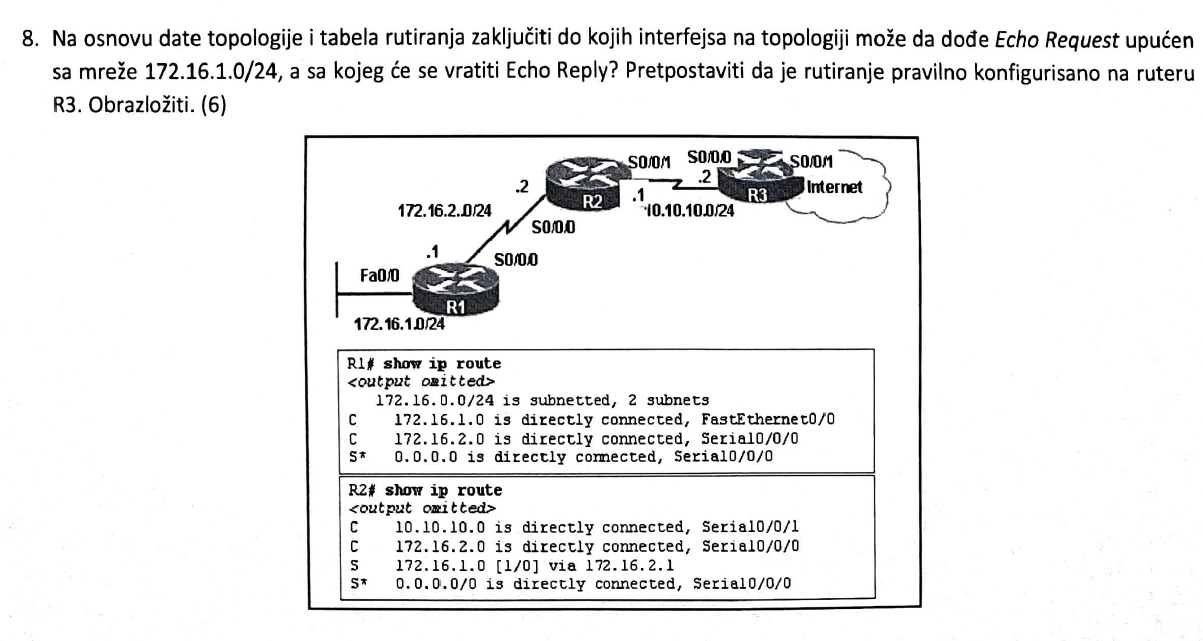 8. Na osnovu date topologije i tabela rutiranja zaključiti do kojih interfejsa na topologiji može da dođe Echo Request upućen
sa mreže 172.16.1.0/24, a sa kojeg će se vratiti Echo Reply? Pretpostaviti da je rutiranje pravilno konfigurisano na ruteru
R3. Obrazložiti. (6)
S0/0/1
S0/0/0
S0/0/1
.2
.2
Internet
R2
.1
R3
172.16.2.0/24
10.10.10.0/24
S0/0/0
.1
S0/0/0
Fa0/0
R1
172.16.1.0/24
R1# show ip route
<output omitted>
172.16.0.0/24 is subnetted, 2 subnets
C 172.16.1.0 is directly connected, FastEthernet0/0
C 172.16.2.0 is directly connected, Serial0/0/0
S* 0.0.0.0 is directly connected, Serial0/0/0
R2# show ip route
<output omitted>
C 10.10.10.0 is directly connected, Serial0/0/1
C 172.16.2.0 is directly connected, Serial0/0/0
S 172.16.1.0 [1/0] via 172.16.2.1
S* 0.0.0.0/0 is directly connected, Serial0/0/0